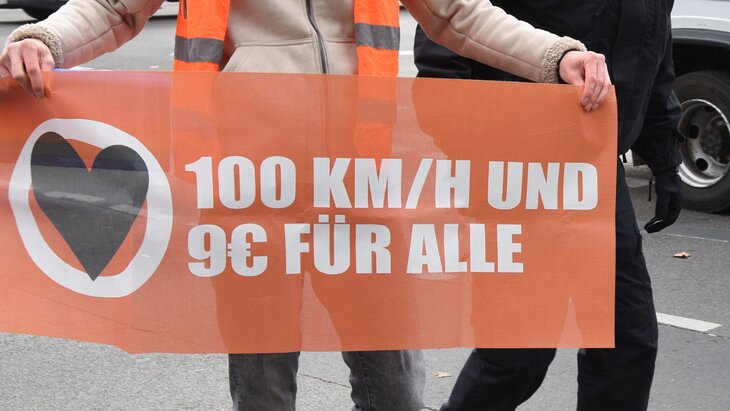 100 KM/H UND
9€ FÜR ALLE